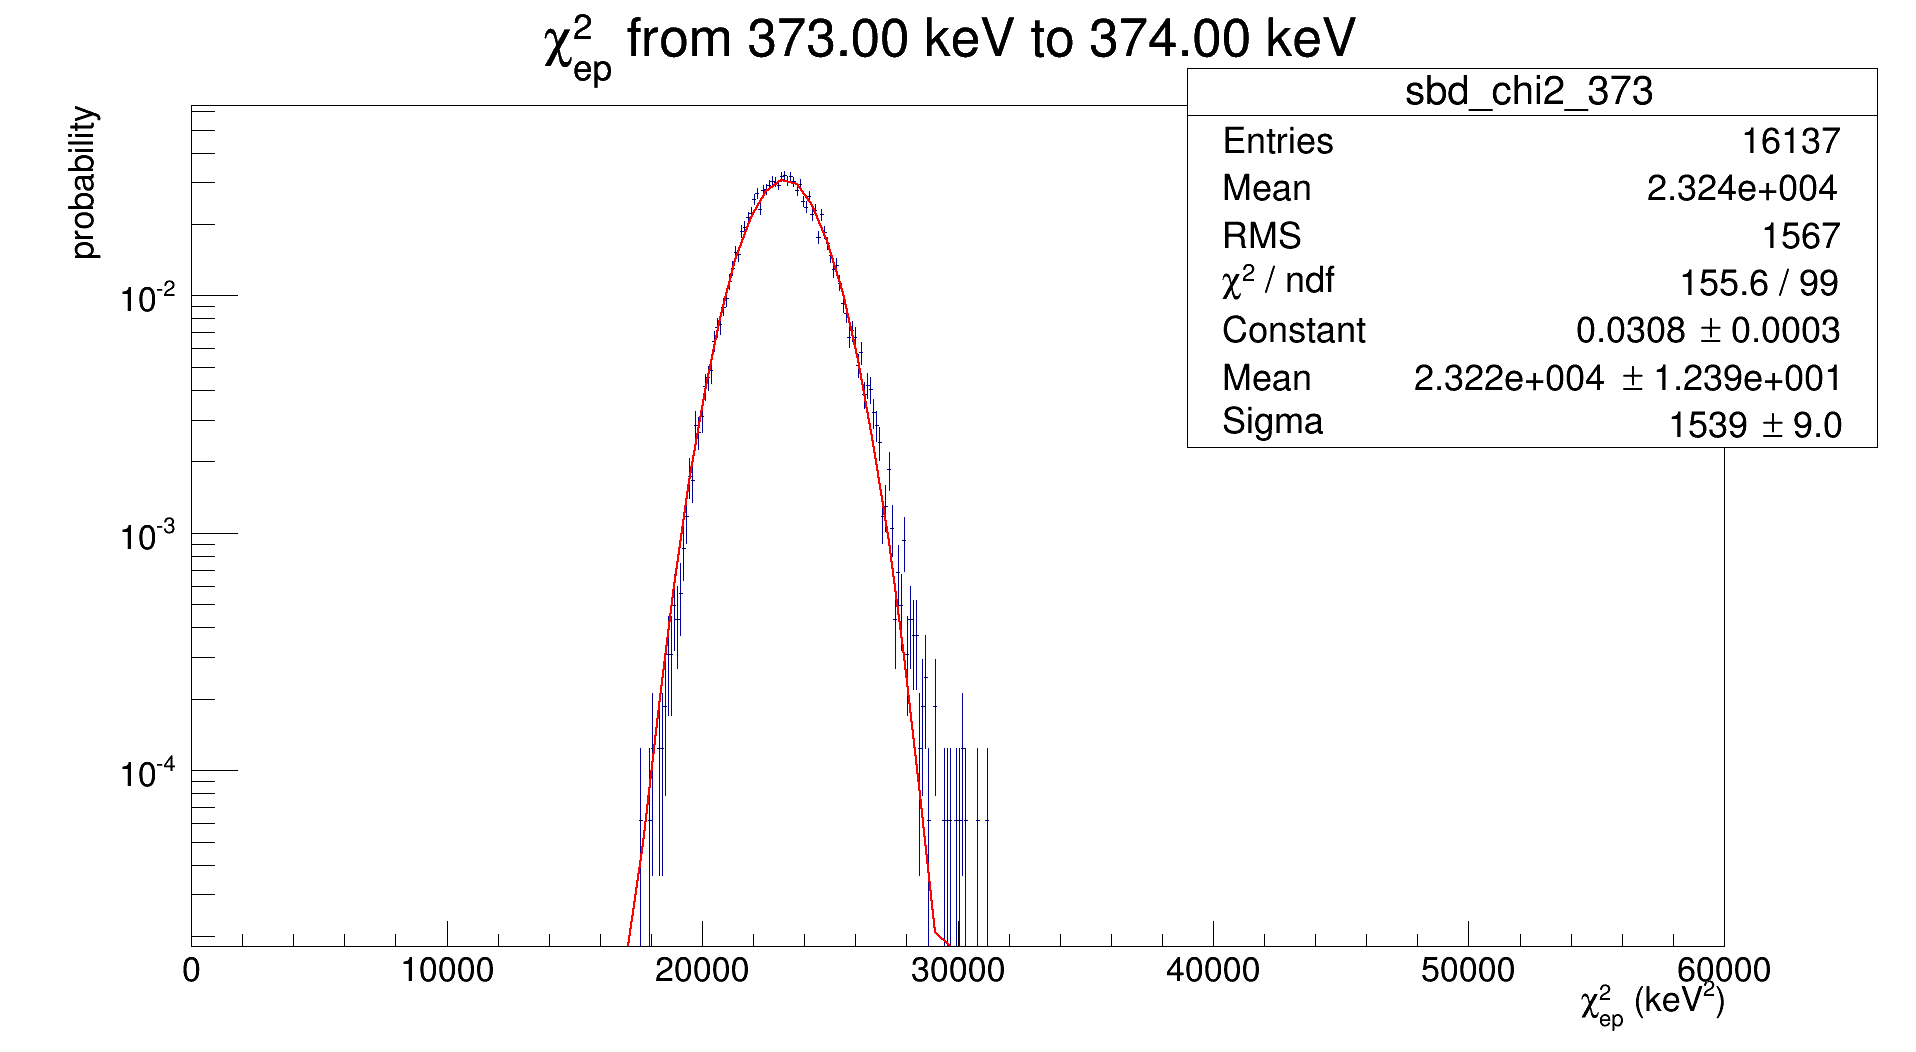 χ²ep from 373.00 keV to 374.00 keV
sbd_chi2_373
Entries 16137
Mean 2.324e+004
RMS 1567
χ² / ndf 155.6 / 99
Constant 0.0308 ± 0.0003
Mean 2.322e+004 ± 1.239e+001
Sigma 1539 ± 9.0
probability
10⁻²
10⁻³
10⁻⁴
0 10000 20000 30000 40000 50000 60000
χ²ep (keV²)